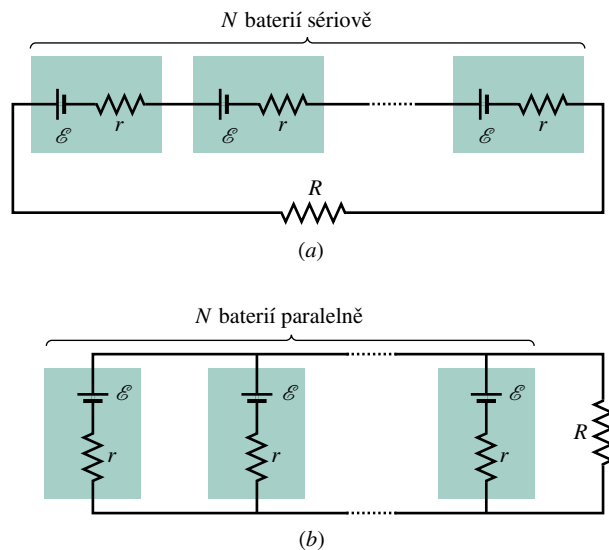 N baterií sériově
ℰ r ℰ r ℰ r
R
(a)
N baterií paralelně
ℰ ℰ ℰ
R
r r r
(b)